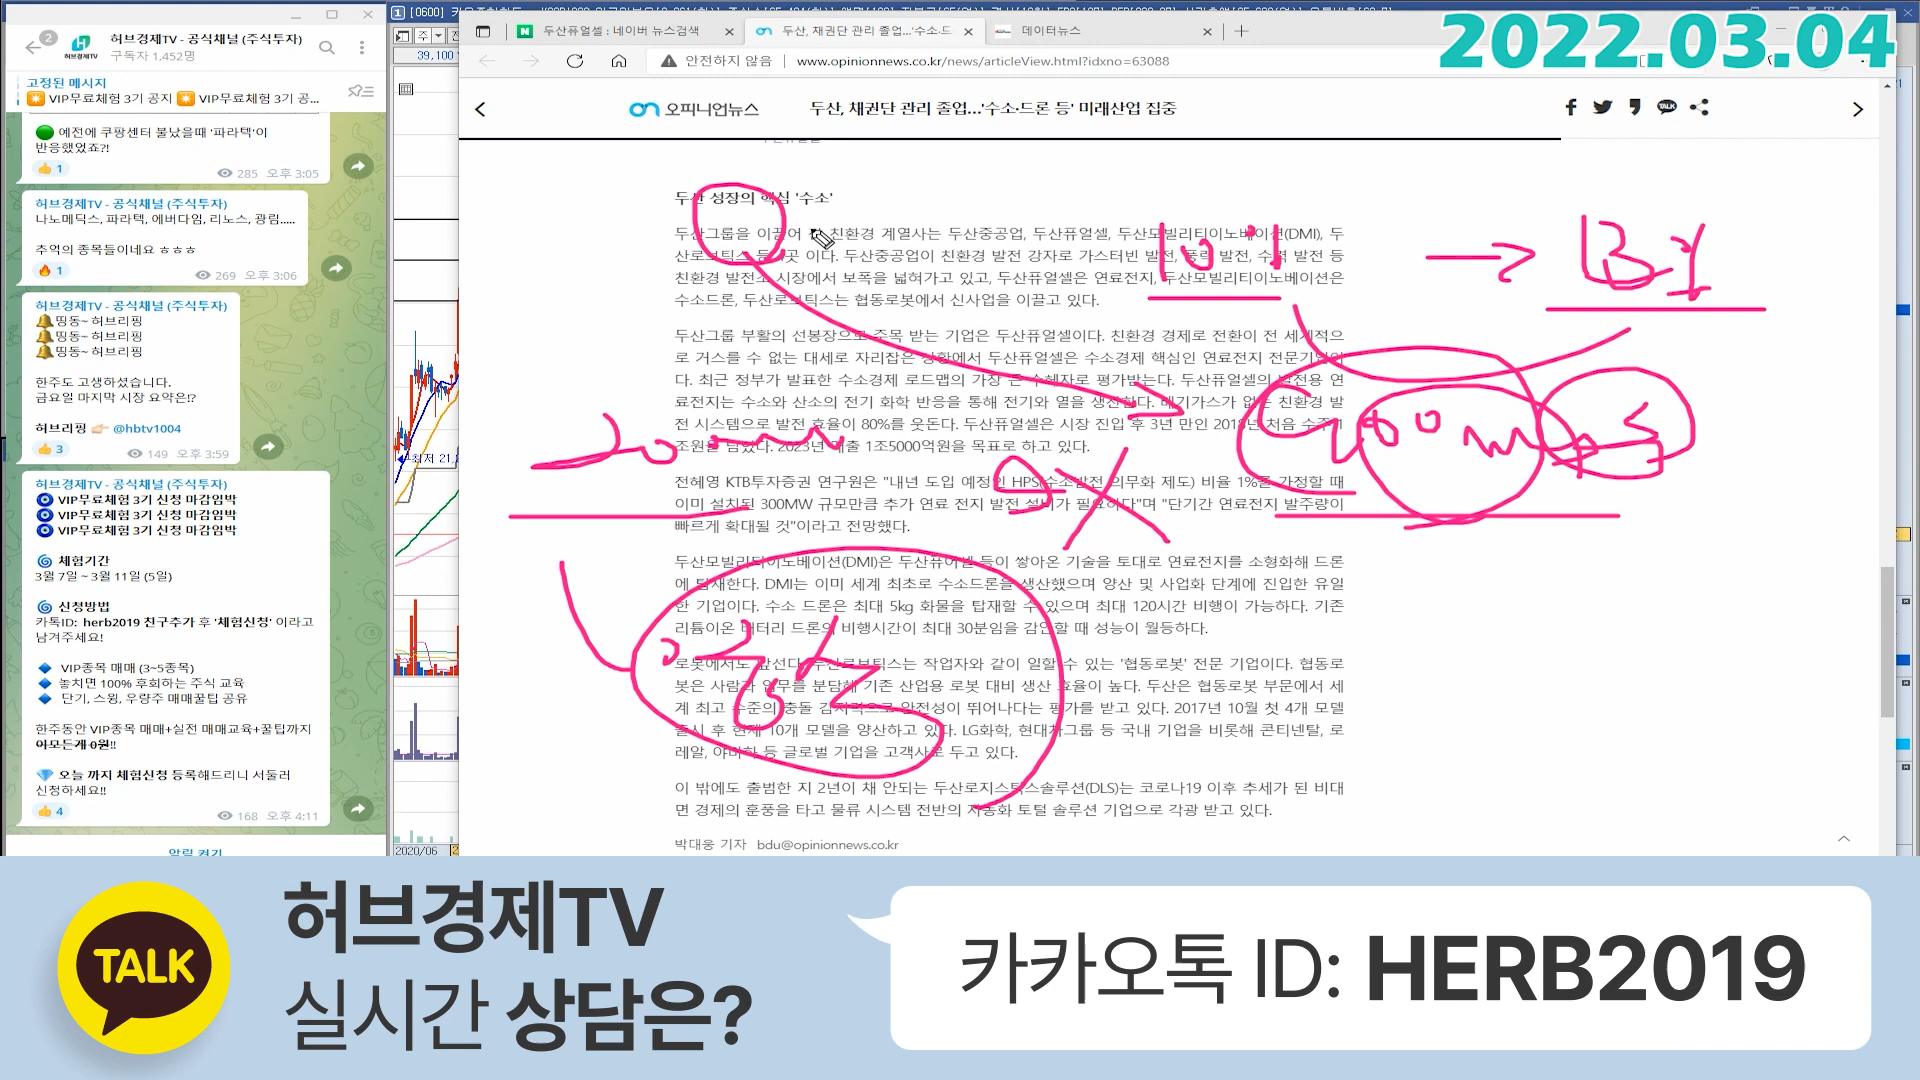 2022.03.04
허브경제TV - 공식채널 (주식투자)
구독자 1,452명
2
고정된 메시지
VIP무료체험 3기 공지 VIP무료체험 3기 공...
예전에 쿠팡센터 불났을때 '파라텍'이
반응했었죠?!
1
285 오후 3:05
허브경제TV - 공식채널 (주식투자)
나노메딕스, 파라텍, 에버다임, 리노스, 광림.....
추억의 종목들이네요 ㅎㅎㅎ
1
269 오후 3:06
허브경제TV - 공식채널 (주식투자)
띵동~ 허브리핑
띵동~ 허브리핑
띵동~ 허브리핑
한주도 고생하셨습니다.
금요일 마지막 시장 요약은!?
허브리핑 @hbtv1004
3
149 오후 3:59
허브경제TV - 공식채널 (주식투자)
VIP무료체험 3기 신청 마감임박
VIP무료체험 3기 신청 마감임박
VIP무료체험 3기 신청 마감임박
체험기간
3월 7일 ~ 3월 11일 (5일)
신청방법
카톡ID: herb2019 친구추가 후 '체험신청' 이라고
남겨주세요!
VIP종목 매매 (3~5종목)
놓치면 100% 후회하는 주식 교육
단기, 스윙, 우량주 매매꿀팁 공유
한주동안 VIP종목 매매+실전 매매교육+꿀팁까지
이모든게 0원!!
오늘 까지 체험신청 등록해드리니 서둘러
신청하세요!!
4
168 오후 4:11
알림 켜기
39,100
2020/06
두산퓨얼셀 : 네이버 뉴스검색
두산, 채권단 관리 졸업...'수소·드
데이터뉴스
안전하지 않음 | www.opinionnews.co.kr/news/articleView.html?idxno=63088
오피니언뉴스
두산, 채권단 관리 졸업...'수소·드론 등' 미래산업 집중
두산 성장의 핵심 '수소'
두산그룹을 이끌어 친환경 계열사는 두산중공업, 두산퓨얼셀, 두산모빌리티이노베이션(DMI), 두
산로보틱스 등 곳 이다. 두산중공업이 친환경 발전 강자로 가스터빈 발전, 풍력 발전, 수력 발전 등
친환경 발전소 시장에서 보폭을 넓혀가고 있고, 두산퓨얼셀은 연료전지, 두산모빌리티이노베이션은
수소드론, 두산로보틱스는 협동로봇에서 신사업을 이끌고 있다.
두산그룹 부활의 선봉장으로 주목 받는 기업은 두산퓨얼셀이다. 친환경 경제로 전환이 전 세계적으
로 거스를 수 없는 대세로 자리잡은 상황에서 두산퓨얼셀은 수소경제 핵심인 연료전지 전문기업이
다. 최근 정부가 발표한 수소경제 로드맵의 가장 큰 수혜자로 평가받는다. 두산퓨얼셀의 발전용 연
료전지는 수소와 산소의 전기 화학 반응을 통해 전기와 열을 생산한다. 배기가스가 없는 친환경 발
전 시스템으로 발전 효율이 80%를 웃돈다. 두산퓨얼셀은 시장 진입 후 3년 만인 2018년 처음 수주 1
조원을 넘겼다. 2023년 매출 1조5000억원을 목표로 하고 있다.
전혜영 KTB투자증권 연구원은 "내년 도입 예정인 HPS(수소발전 의무화 제도) 비율 1%를 가정할 때
이미 설치된 300MW 규모만큼 추가 연료 전지 발전 설비가 필요하다"며 "단기간 연료전지 발주량이
빠르게 확대될 것"이라고 전망했다.
두산모빌리티이노베이션(DMI)은 두산퓨어셀 등이 쌓아온 기술을 토대로 연료전지를 소형화해 드론
에 탑재한다. DMI는 이미 세계 최초로 수소드론을 생산했으며 양산 및 사업화 단계에 진입한 유일
한 기업이다. 수소 드론은 최대 5kg 화물을 탑재할 수 있으며 최대 120시간 비행이 가능하다. 기존
리튬이온 배터리 드론의 비행시간이 최대 30분임을 감안할 때 성능이 월등하다.
로봇에서도 앞선다. 두산로보틱스는 작업자와 같이 일할 수 있는 '협동로봇' 전문 기업이다. 협동로
봇은 사람과 임무를 분담해 기존 산업용 로봇 대비 생산 효율이 높다. 두산은 협동로봇 부문에서 세
계 최고 수준의 충돌 감지력으로 안전성이 뛰어나다는 평가를 받고 있다. 2017년 10월 첫 4개 모델
출시 후 현재 10개 모델을 양산하고 있다. LG화학, 현대차그룹 등 국내 기업을 비롯해 콘티넨탈, 로
레알, 야마하 등 글로벌 기업을 고객사로 두고 있다.
이 밖에도 출범한 지 2년이 채 안되는 두산로지스틱스솔루션(DLS)는 코로나19 이후 추세가 된 비대
면 경제의 훈풍을 타고 물류 시스템 전반의 자동화 토털 솔루션 기업으로 각광 받고 있다.
박대웅 기자 bdu@opinionnews.co.kr
TALK
허브경제TV
실시간 상담은?
카카오톡 ID: HERB2019